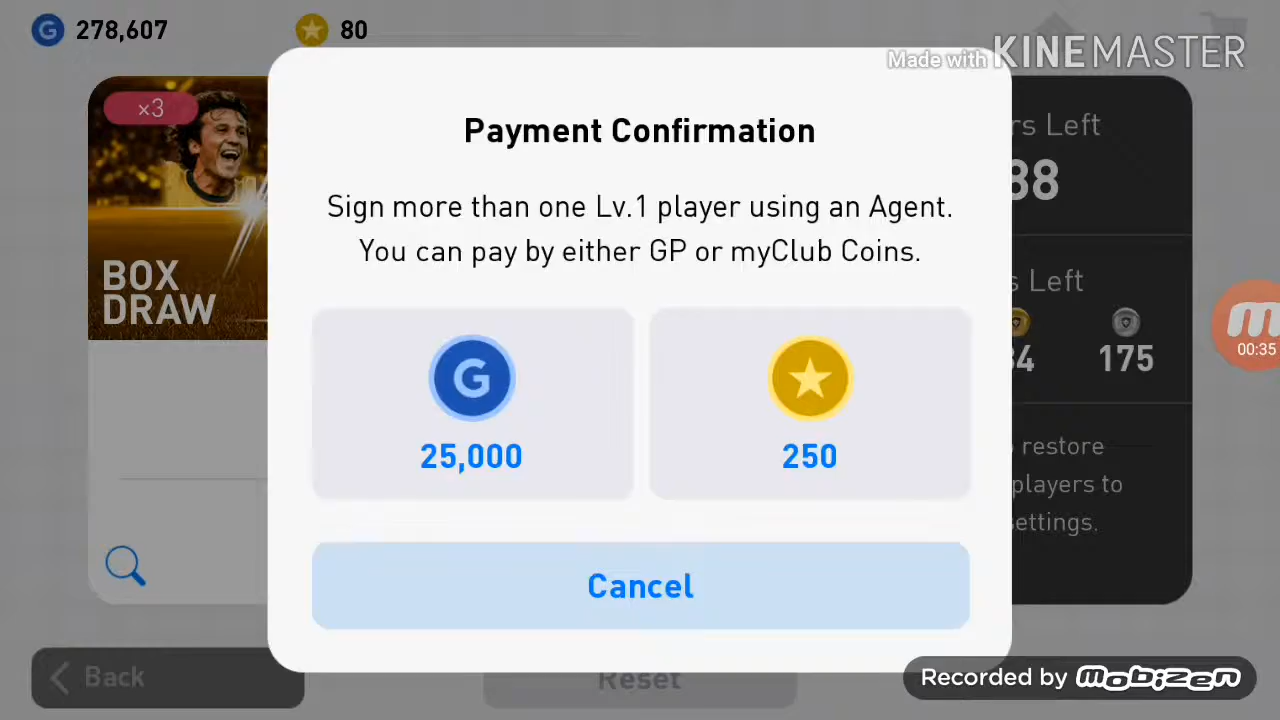 278,607
80
Made with KINEMASTER
×3
BOX
DRAW
Payment Confirmation
Sign more than one Lv.1 player using an Agent.
You can pay by either GP or myClub Coins.
G
25,000
250
Cancel
rs Left
88
s Left
34
175
restore
players to
settings.
00:35
Back
Reset
Recorded by mobizen